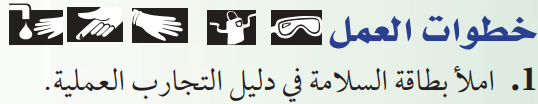 خطوات العمل
1. املأ بطاقة السلامة في دليل التجارب العملية.